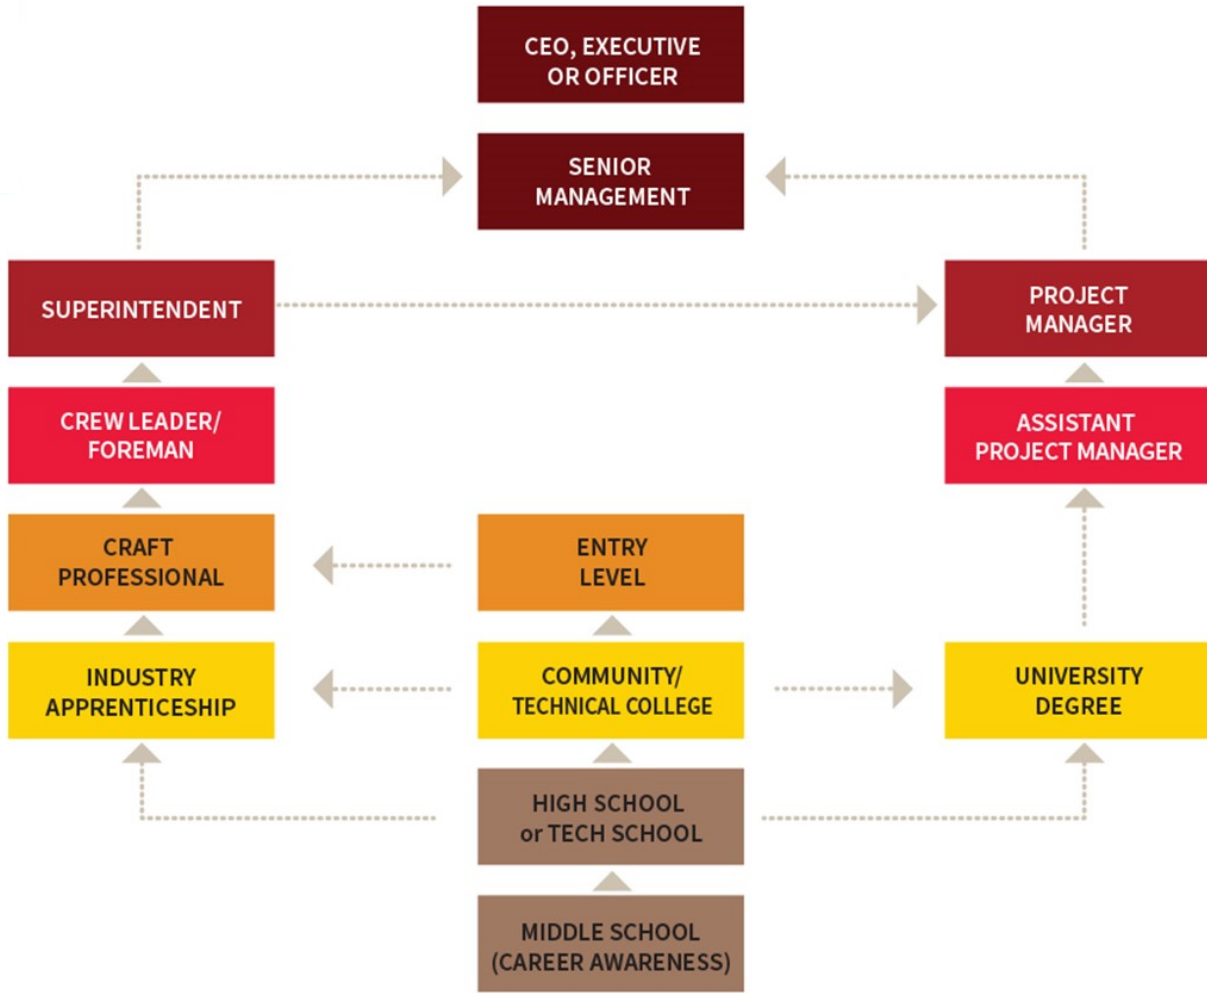 CEO, EXECUTIVE
OR OFFICER
SENIOR
MANAGEMENT
SUPERINTENDENT
PROJECT
MANAGER
CREW LEADER/
FOREMAN
ASSISTANT
PROJECT MANAGER
CRAFT
PROFESSIONAL
ENTRY
LEVEL
INDUSTRY
APPRENTICESHIP
COMMUNITY/
TECHNICAL COLLEGE
UNIVERSITY
DEGREE
HIGH SCHOOL
or TECH SCHOOL
MIDDLE SCHOOL
(CAREER AWARENESS)